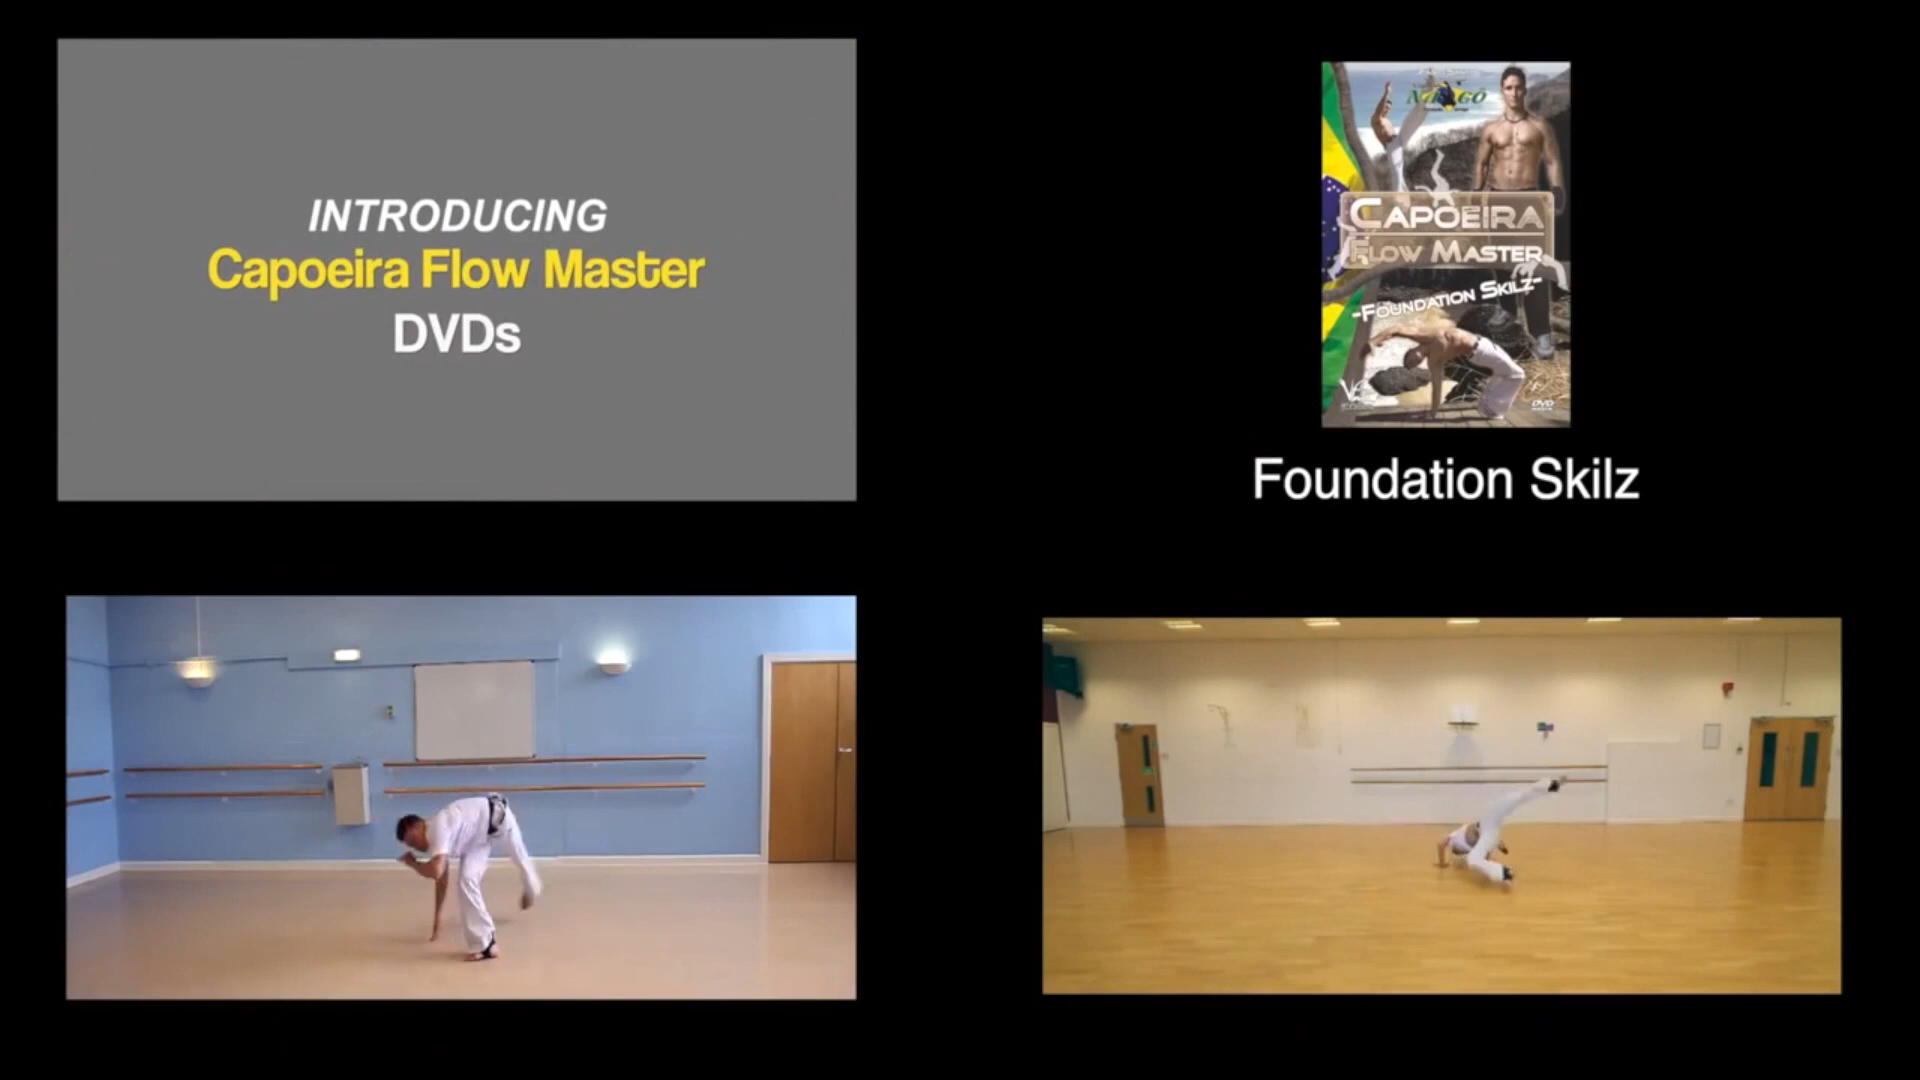 INTRODUCING
Capoeira Flow Master
DVDs
CAPOEIRA
FLOW MASTER
-FOUNDATION SKILZ-
DVD
Foundation Skilz